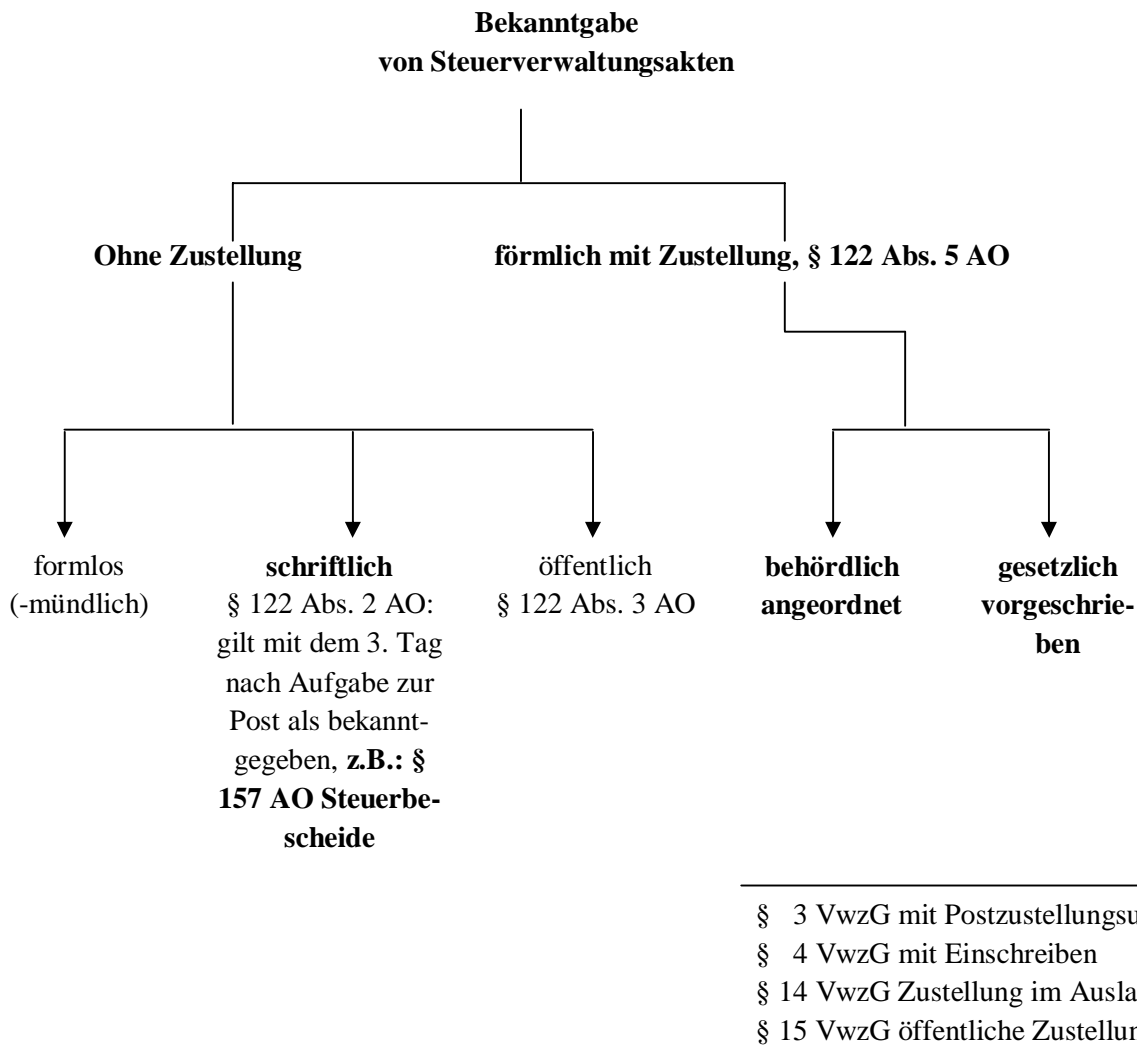 Bekanntgabe
von Steuerverwaltungsakten
Ohne Zustellung
förmlich mit Zustellung, § 122 Abs. 5 AO
formlos
(-mündlich)
schriftlich
§ 122 Abs. 2 AO:
gilt mit dem 3. Tag
nach Aufgabe zur
Post als bekannt-
gegeben, z.B.: §
157 AO Steuerbe-
scheide
öffentlich
§ 122 Abs. 3 AO
behördlich
angeordnet
gesetzlich
vorgeschrie-
ben
§ 3 VwzG mit Postzustellungsu
§ 4 VwzG mit Einschreiben
§ 14 VwzG Zustellung im Ausla
§ 15 VwzG öffentliche Zustellun